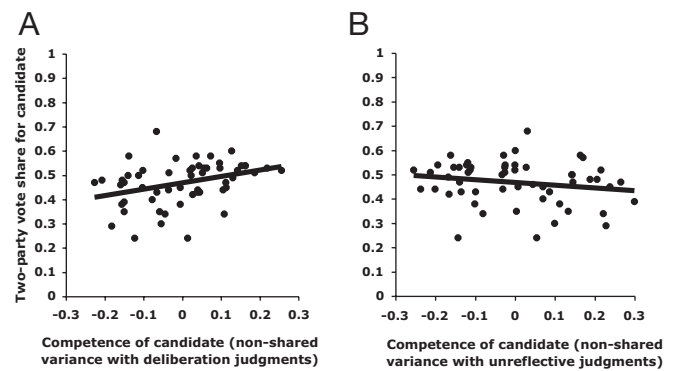 A
B
Two-party vote share for candidate
1
0.9
0.8
0.7
0.6
0.5
0.4
0.3
0.2
0.1
0
-0.3 -0.2 -0.1 0 0.1 0.2 0.3
Competence of candidate (non-shared
variance with deliberation judgments)
1
0.9
0.8
0.7
0.6
0.5
0.4
0.3
0.2
0.1
0
-0.3 -0.2 -0.1 0 0.1 0.2 0.3
Competence of candidate (non-shared
variance with unreflective judgments)